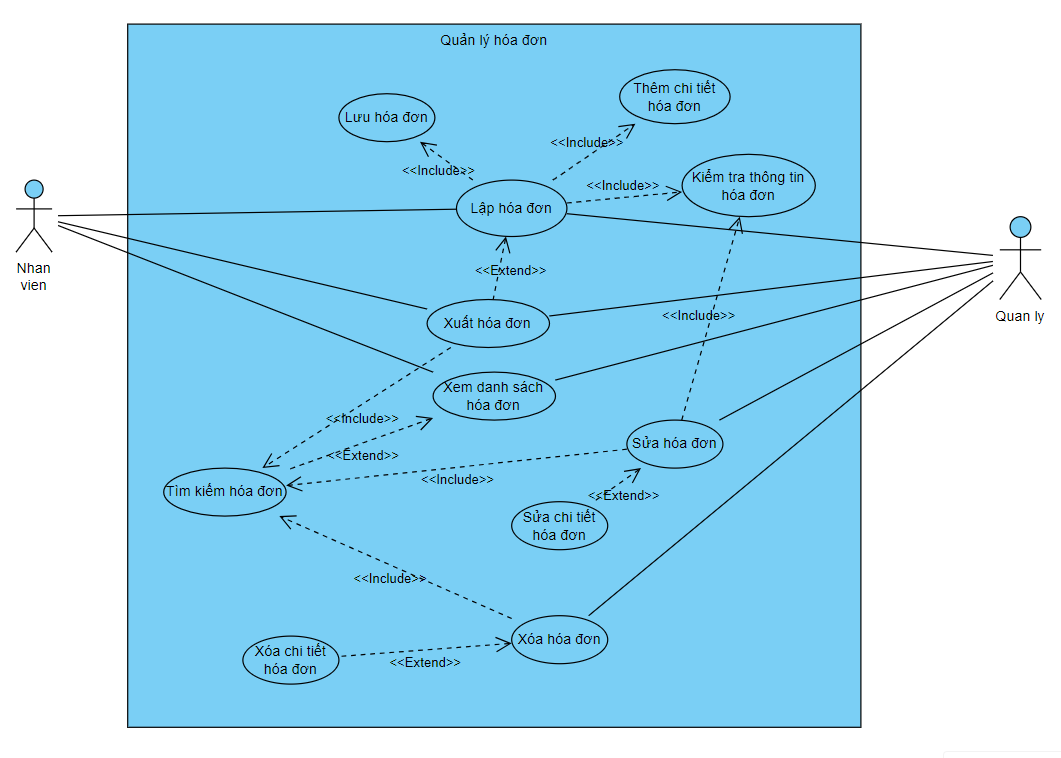 Quản lý hóa đơn
Thêm chi tiết
hóa đơn
Lưu hóa đơn
<<Include>>
<<Include>>
Kiểm tra thông tin
hóa đơn
<<Include>>
Lập hóa đơn
Nhan
vien
<<Extend>>
Quan ly
<<Include>>
Xuất hóa đơn
Xem danh sách
hóa đơn
<<Include>>
Sửa hóa đơn
<<Extend>>
<<Include>>
Tìm kiếm hóa đơn
<<Extend>>
Sửa chi tiết
hóa đơn
<<Include>>
Xóa hóa đơn
Xóa chi tiết
hóa đơn
<<Extend>>